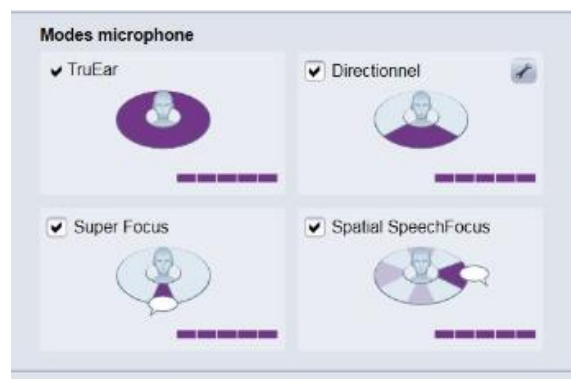 Modes microphone
TruEar
Directionnel
Super Focus
Spatial SpeechFocus